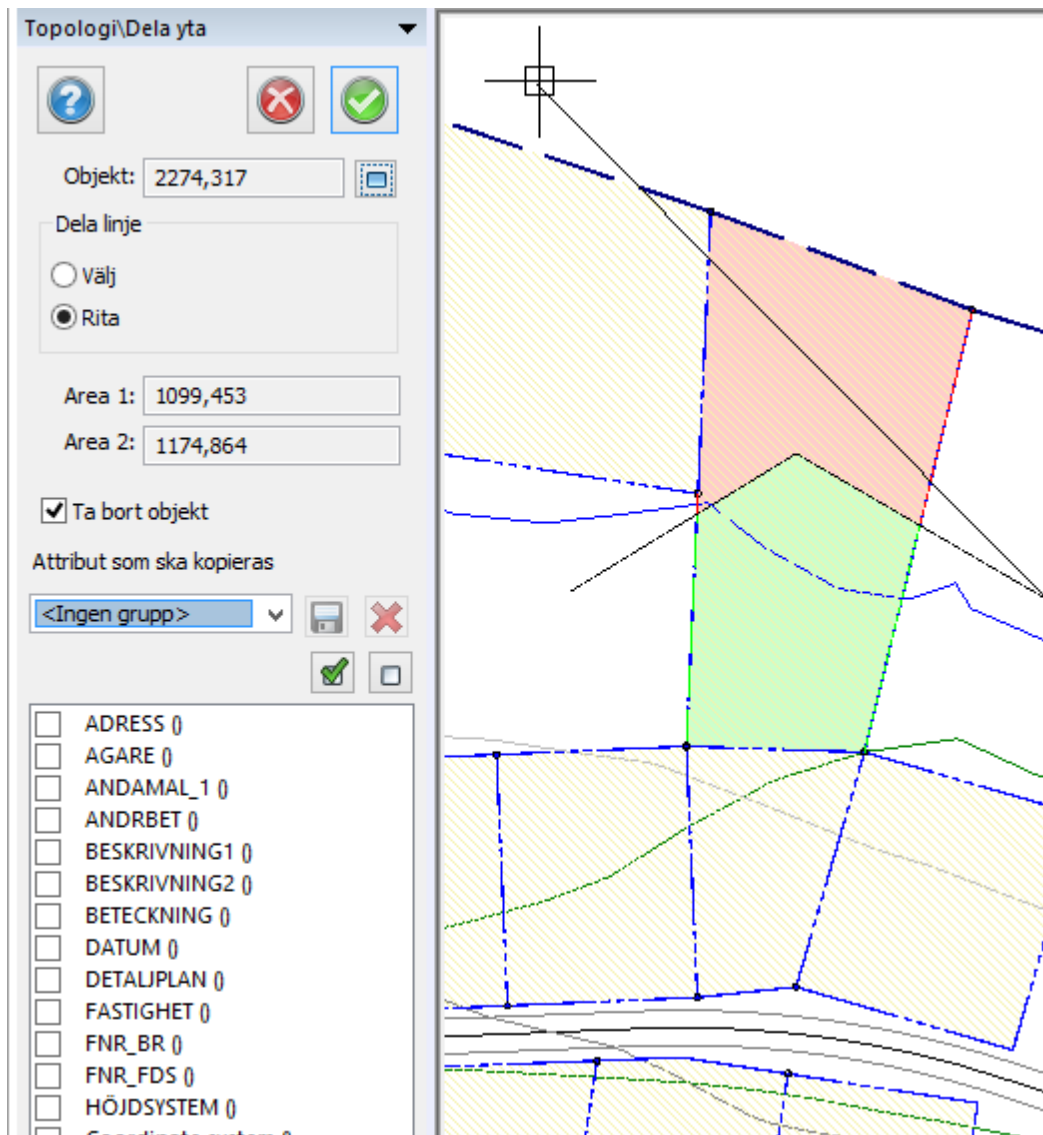 Topologi\Dela yta
Objekt: 2274,317
Dela linje
Välj
Rita
Area 1: 1099,453
Area 2: 1174,864
Ta bort objekt
Attribut som ska kopieras
<Ingen grupp>
ADRESS ()
AGARE ()
ANDAMAL_1 ()
ANDRBET ()
BESKRIVNING1 ()
BESKRIVNING2 ()
BETECKNING ()
DATUM ()
DETALJPLAN ()
FASTIGHET ()
FNR_BR ()
FNR_FDS ()
HÖJDSYSTEM ()
Coordinate system ()